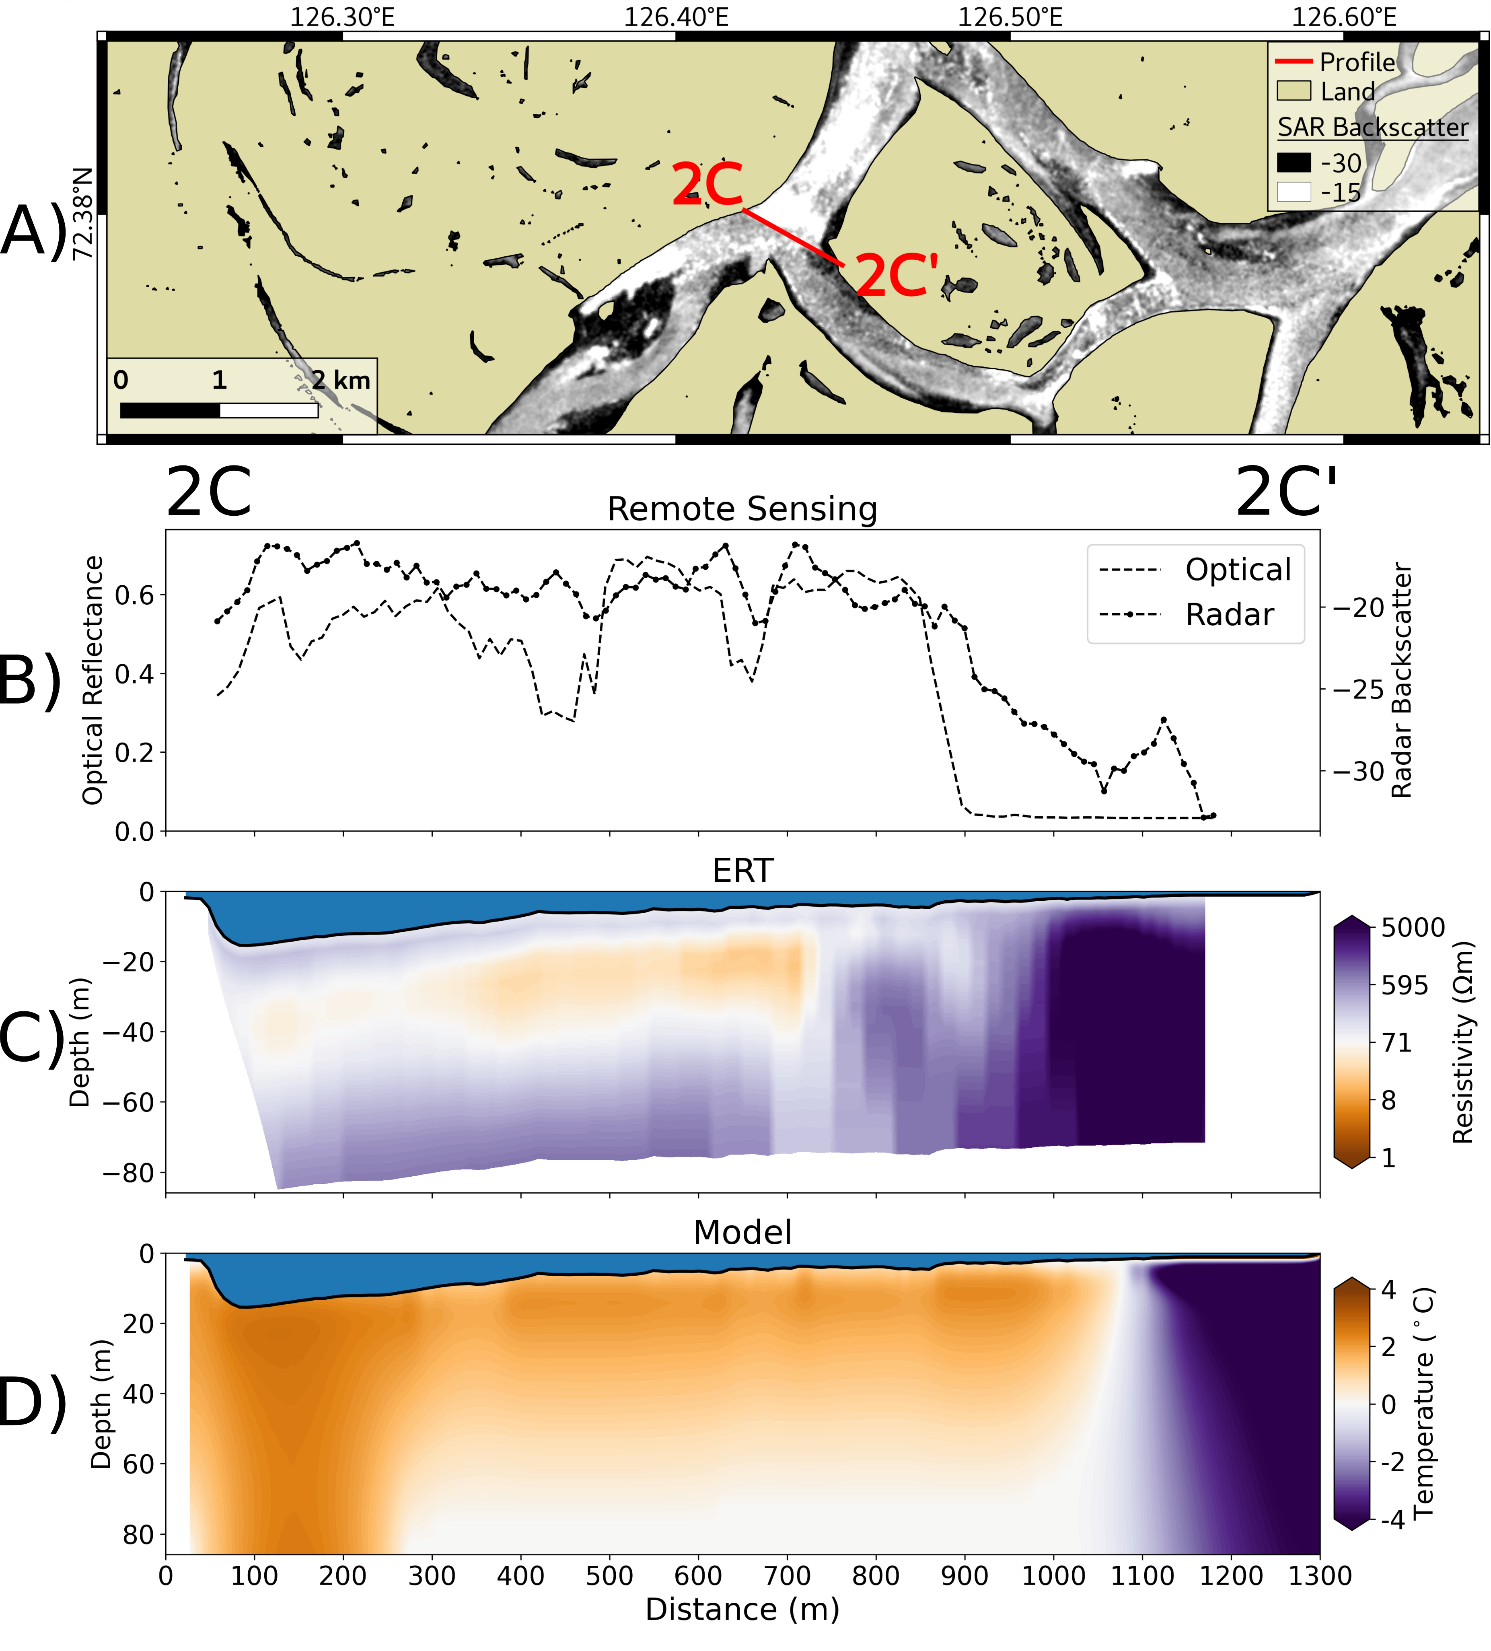 126.30°E 126.40°E 126.50°E 126.60°E
A)
72.38°N
2C
2C'
Profile
Land
SAR Backscatter
-30
-15
0 1 2 km
2C 2C'
Remote Sensing
B)
Optical Reflectance
0.6
0.4
0.2
0.0
Optical
Radar
−20
−25
−30
Radar Backscatter
ERT
C)
Depth (m)
0
−20
−40
−60
−80
5000
595
71
8
1
Resistivity (Ωm)
Model
D)
Depth (m)
0
20
40
60
80
4
2
0
-2
-4
Temperature (°C)
0 100 200 300 400 500 600 700 800 900 1000 1100 1200 1300
Distance (m)